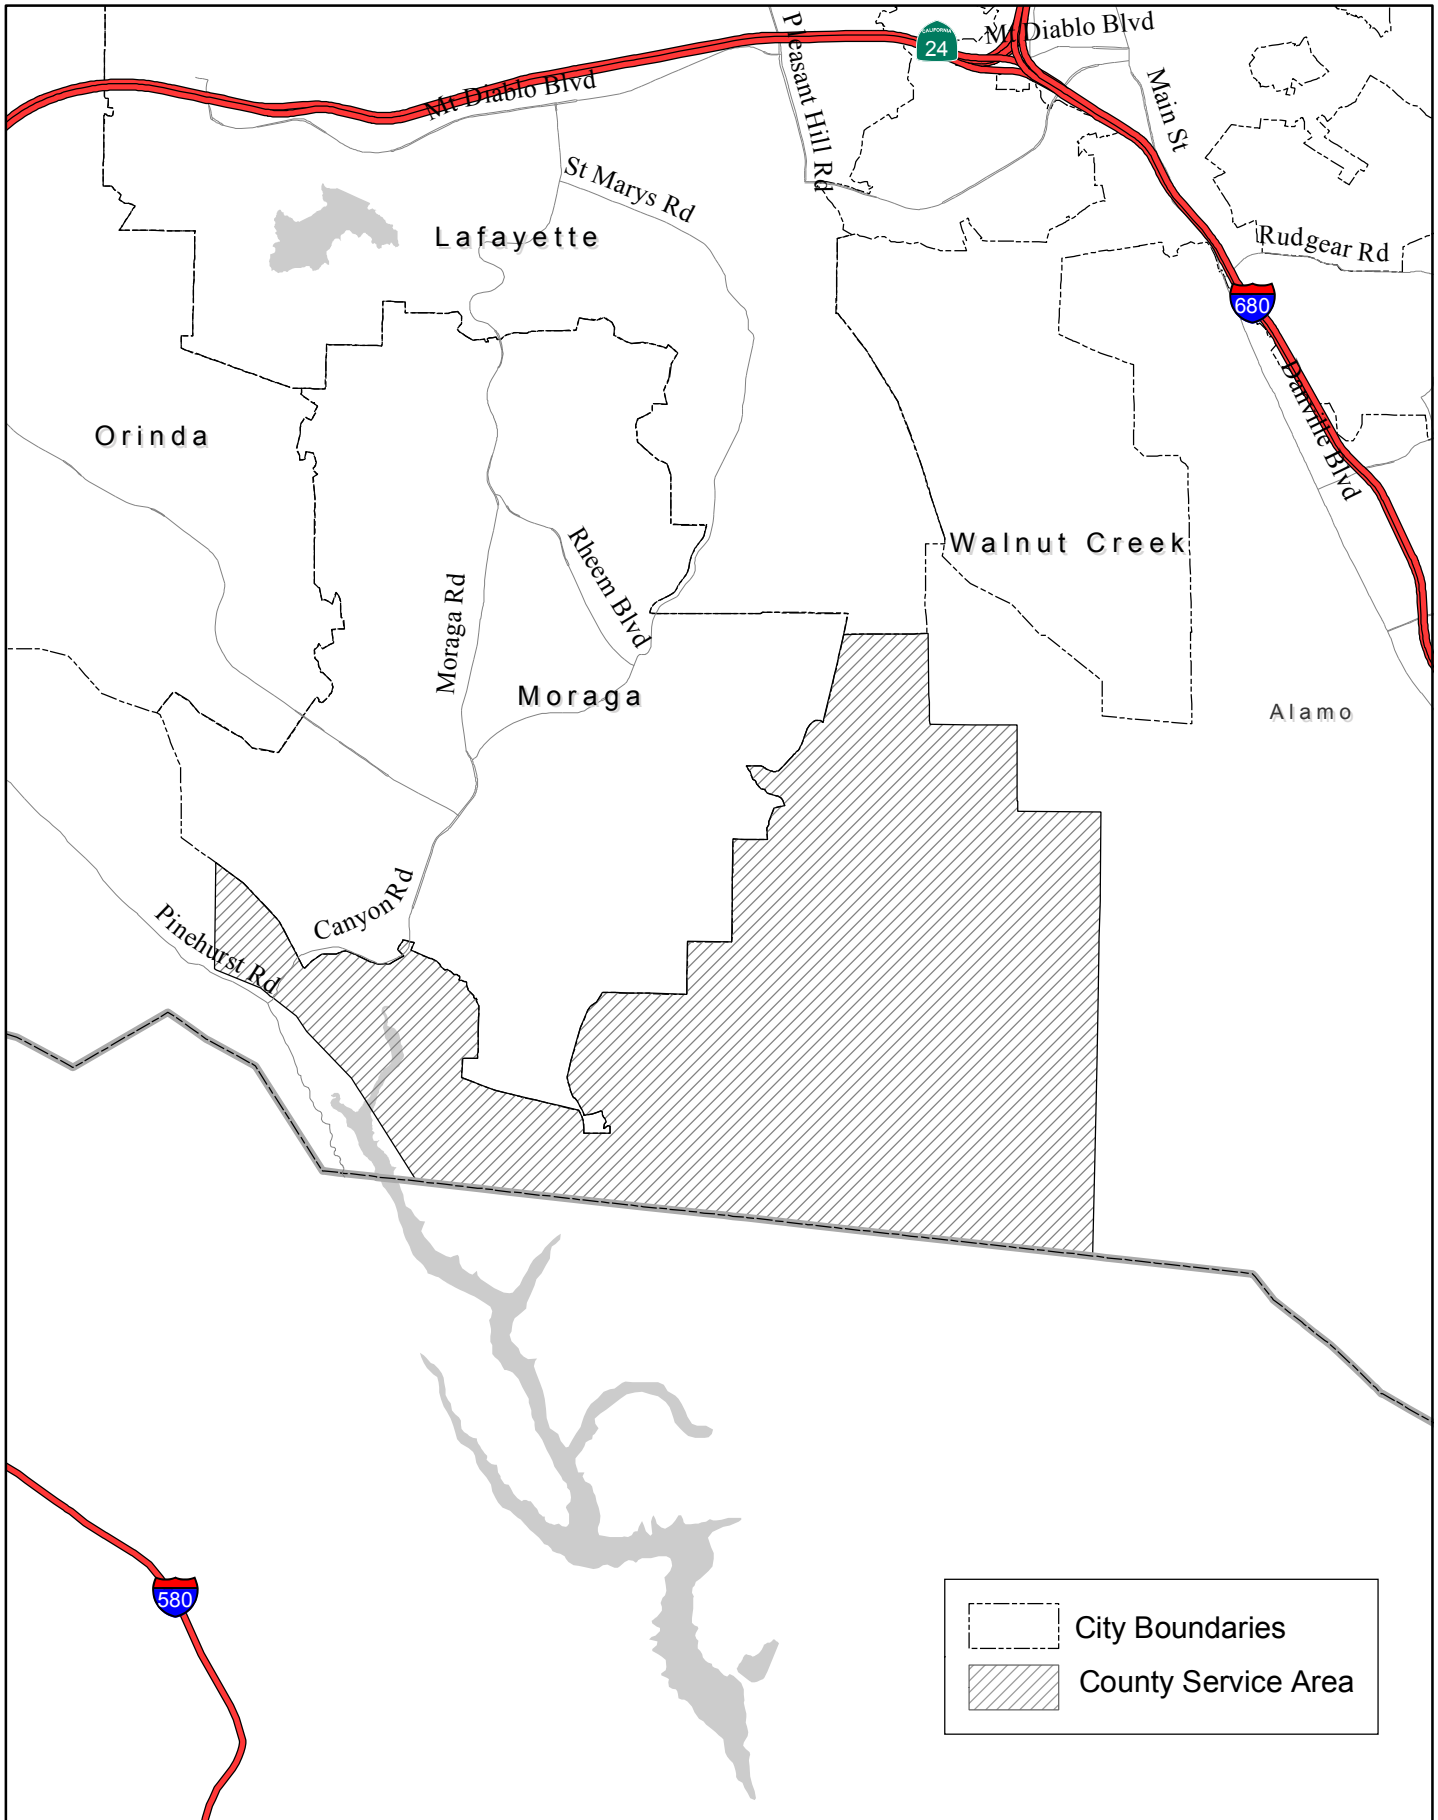 Mt Diablo Blvd
CALIFORNIA
24
Pleasant Hill Rd
Mt Diablo Blvd
Main St
St Marys Rd
Lafayette
Rudgear Rd
680
Danville Blvd
Orinda
Walnut Creek
Rheem Blvd
Moraga Rd
Moraga
Alamo
Canyon Rd
Pinehurst Rd
580
City Boundaries
County Service Area